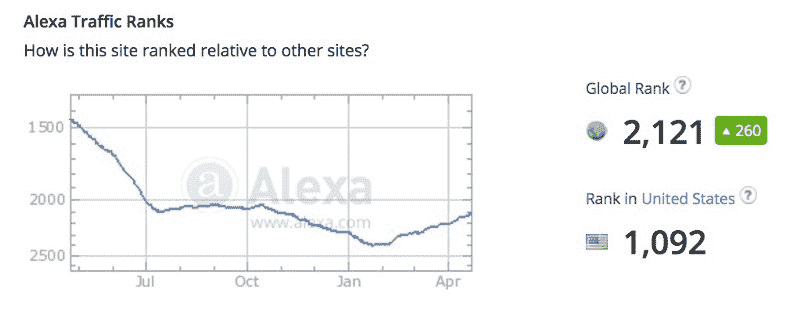 Alexa Traffic Ranks
How is this site ranked relative to other sites?
Global Rank ?
2,121 260
Rank in United States ?
1,092
1500
2000
2500
Jul Oct Jan Apr
a Alexa
www.alexa.com